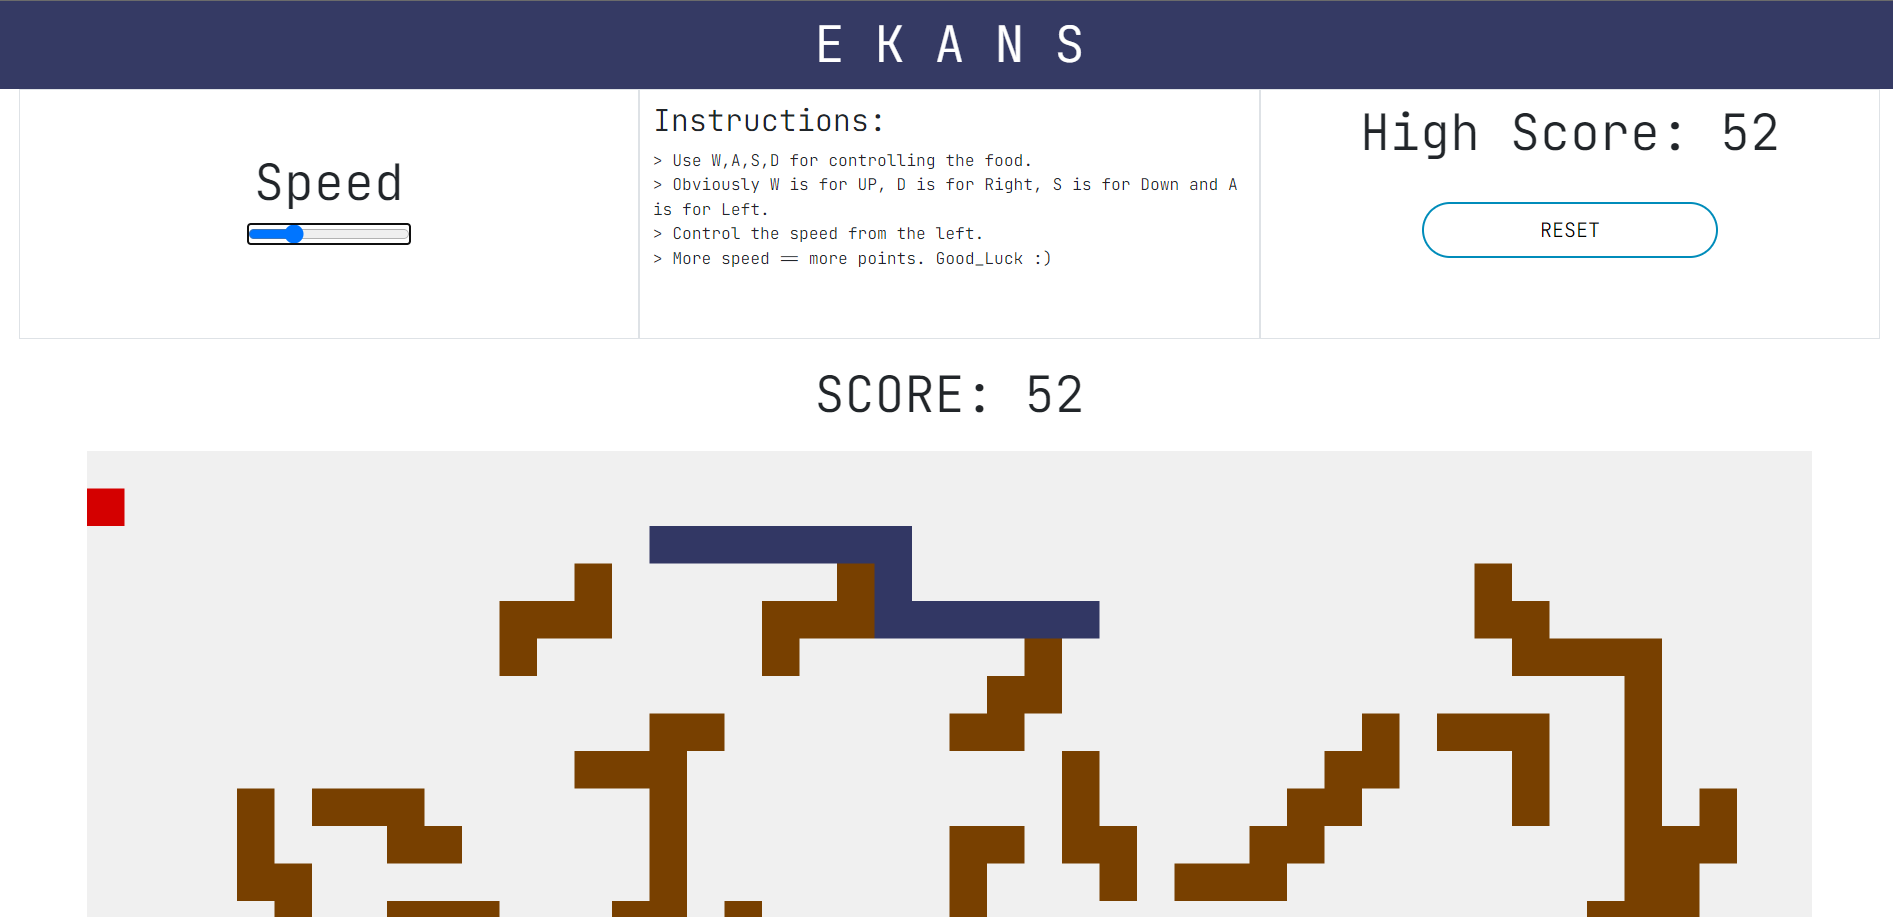 E K A N S
Speed
Instructions:
> Use W,A,S,D for controlling the food.
> Obviously W is for UP, D is for Right, S is for Down and A
is for Left.
> Control the speed from the left.
> More speed == more points. Good_Luck :)
High Score: 52
RESET
SCORE: 52